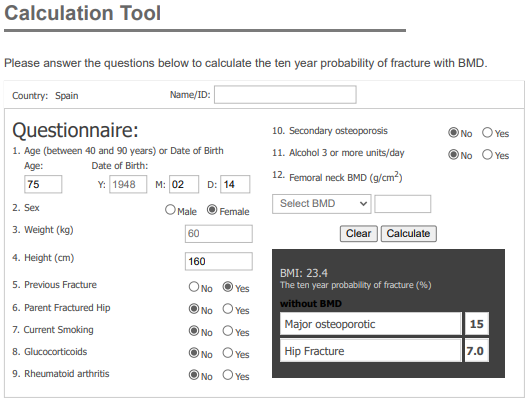 Calculation Tool
Please answer the questions below to calculate the ten year probability of fracture with BMD.
Country: Spain Name/ID:
Questionnaire:
1. Age (between 40 and 90 years) or Date of Birth
Age: Date of Birth:
75 Y: 1948 M: 02 D: 14
2. Sex Male Female
3. Weight (kg) 60
4. Height (cm) 160
5. Previous Fracture No Yes
6. Parent Fractured Hip No Yes
7. Current Smoking No Yes
8. Glucocorticoids No Yes
9. Rheumatoid arthritis No Yes
10. Secondary osteoporosis No Yes
11. Alcohol 3 or more units/day No Yes
12. Femoral neck BMD (g/cm²)
Select BMD
Clear Calculate
BMI: 23.4
The ten year probability of fracture (%)
without BMD
Major osteoporotic 15
Hip Fracture 7.0